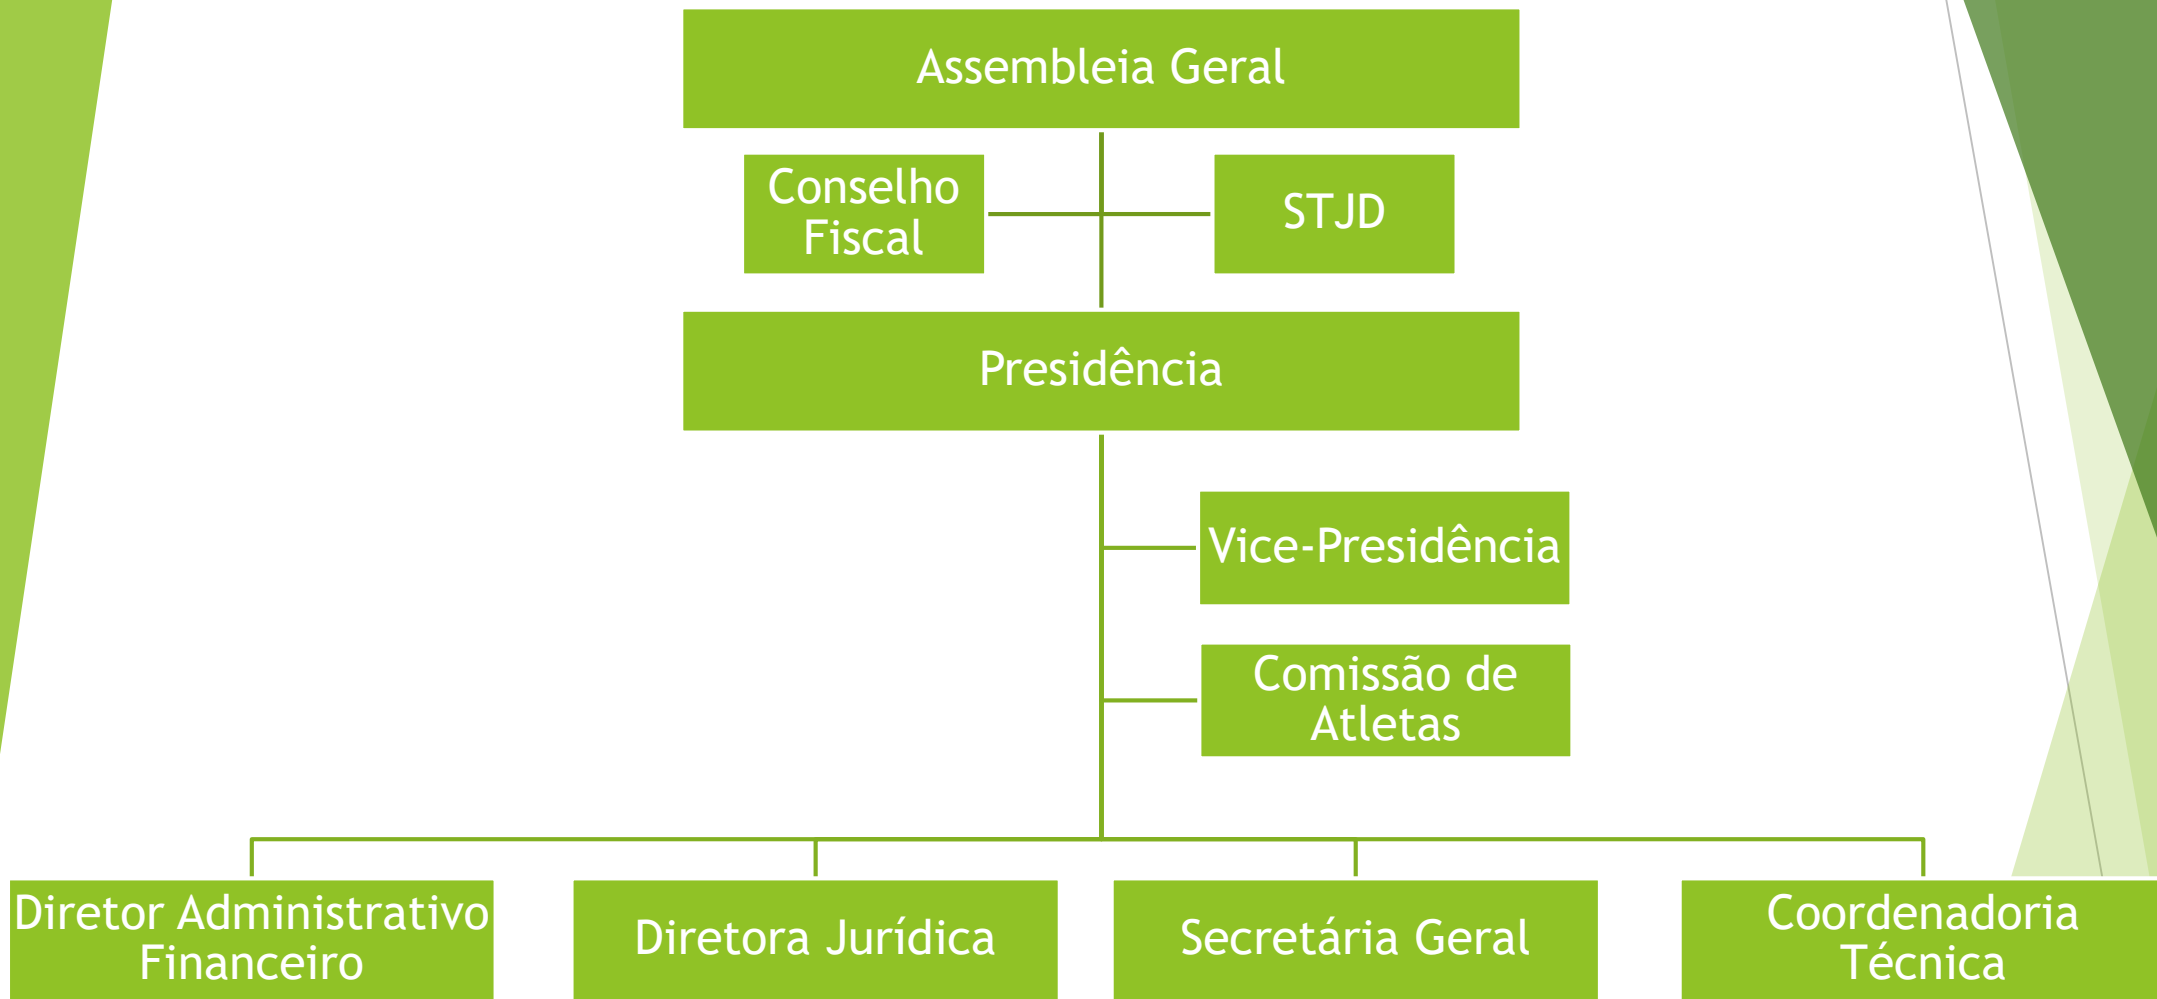 Assembleia Geral
Conselho
Fiscal
STJD
Presidência
Vice-Presidência
Comissão de
Atletas
Diretor Administrativo
Financeiro
Diretora Jurídica
Secretária Geral
Coordenadoria
Técnica